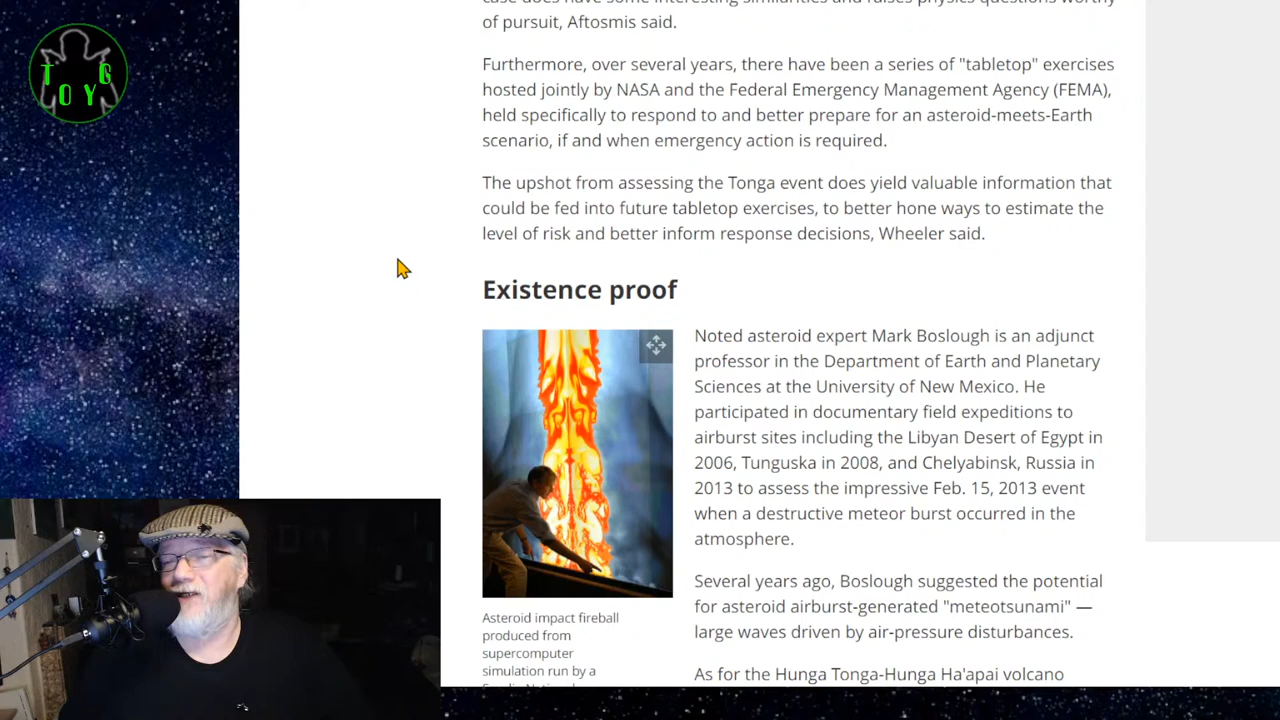 T G
O Y
of pursuit, Aftosmis said.
Furthermore, over several years, there have been a series of "tabletop" exercises
hosted jointly by NASA and the Federal Emergency Management Agency (FEMA),
held specifically to respond to and better prepare for an asteroid-meets-Earth
scenario, if and when emergency action is required.
The upshot from assessing the Tonga event does yield valuable information that
could be fed into future tabletop exercises, to better hone ways to estimate the
level of risk and better inform response decisions, Wheeler said.
Existence proof
Noted asteroid expert Mark Boslough is an adjunct
professor in the Department of Earth and Planetary
Sciences at the University of New Mexico. He
participated in documentary field expeditions to
airburst sites including the Libyan Desert of Egypt in
2006, Tunguska in 2008, and Chelyabinsk, Russia in
2013 to assess the impressive Feb. 15, 2013 event
when a destructive meteor burst occurred in the
atmosphere.
Asteroid impact fireball
produced from
supercomputer
simulation run by a
Several years ago, Boslough suggested the potential
for asteroid airburst-generated "meteotsunami" —
large waves driven by air-pressure disturbances.
As for the Hunga Tonga-Hunga Ha'apai volcano